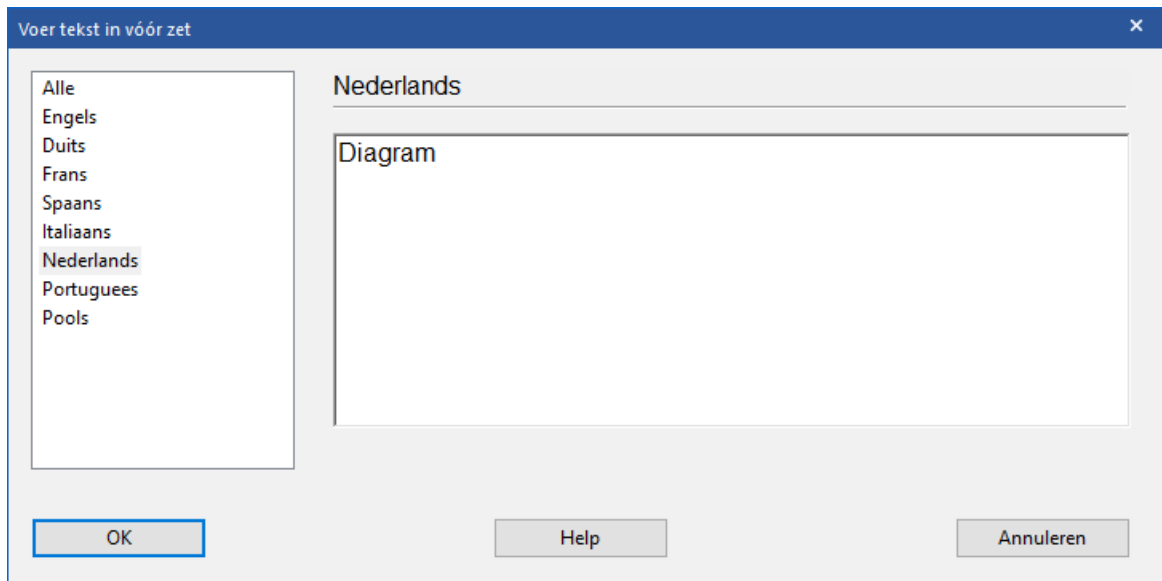 Voer tekst in vóór zet
Alle
Engels
Duits
Frans
Spaans
Italiaans
Nederlands
Portuguees
Pools
Nederlands
Diagram
OK
Help
Annuleren